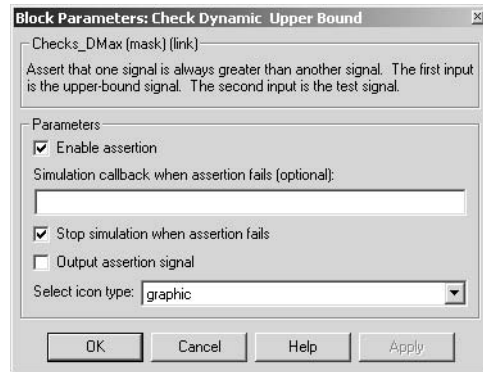 Block Parameters: Check Dynamic Upper Bound
Checks_DMax (mask) (link)
Assert that one signal is always greater than another signal. The first input
is the upper-bound signal. The second input is the test signal.
Parameters
Enable assertion
Simulation callback when assertion fails (optional):
Stop simulation when assertion fails
Output assertion signal
Select icon type: graphic
OK Cancel Help Apply